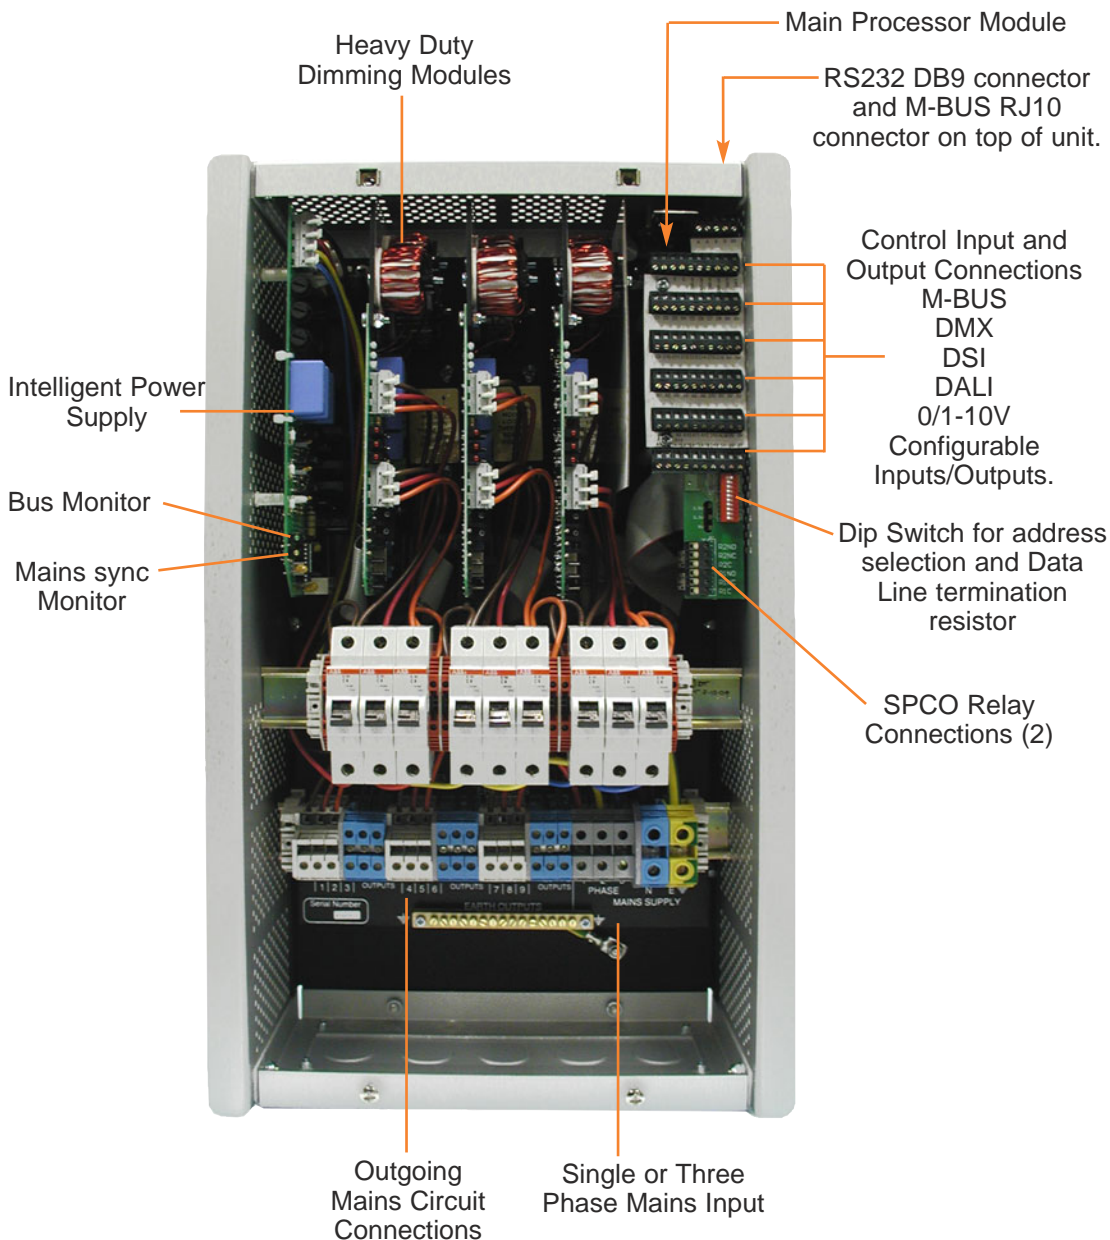 Main Processor Module
Heavy Duty
Dimming Modules
RS232 DB9 connector
and M-BUS RJ10
connector on top of unit.
Control Input and
Output Connections
M-BUS
DMX
DSI
DALI
0/1-10V
Configurable
Inputs/Outputs.
Intelligent Power
Supply
Bus Monitor
Mains sync
Monitor
Dip Switch for address
selection and Data
Line termination
resistor
R2NO
R2NC
R2C
SPCO Relay
Connections (2)
ABB
|1|2|3| OUTPUTS |4|5|6| OUTPUTS |7|8|9| OUTPUTS
N E
PHASE
MAINS SUPPLY
Serial Number
EARTH OUTPUTS
Outgoing
Mains Circuit
Connections
Single or Three
Phase Mains Input